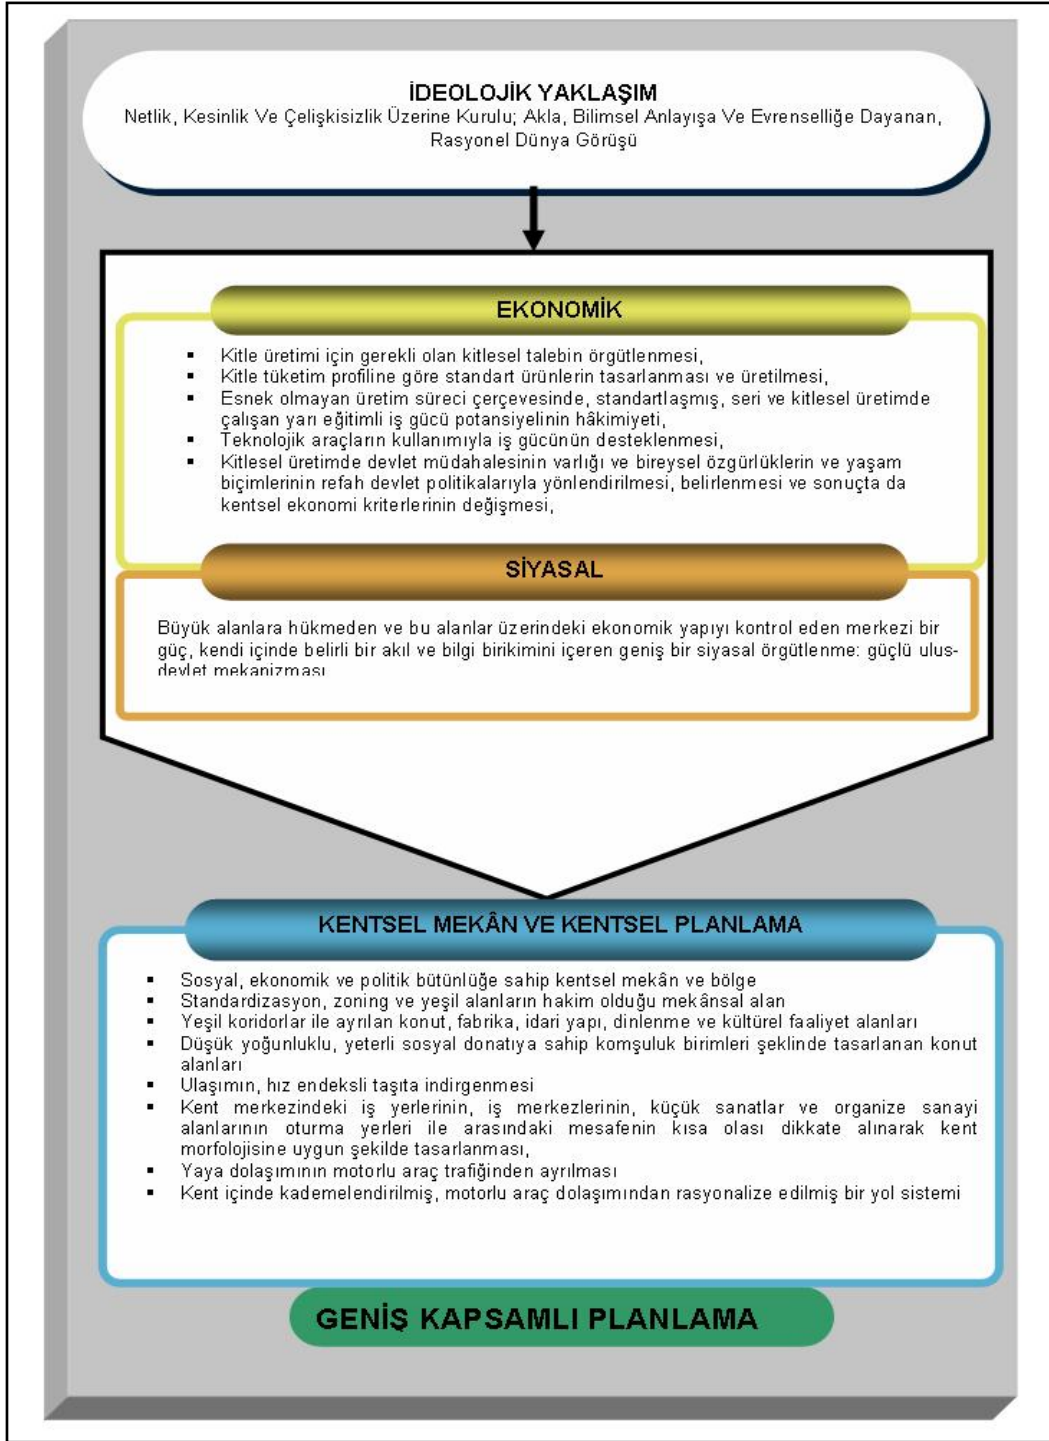 İDEOLOJİK YAKLAŞIM
Netlik, Kesinlik Ve Çelişkisizlik Üzerine Kurulu; Akla, Bilimsel Anlayışa Ve Evrenselliğe Dayanan,
Rasyonel Dünya Görüşü
EKONOMİK
▪ Kitle üretimi için gerekli olan kitlesel talebin örgütlenmesi,
▪ Kitle tüketim profiline göre standart ürünlerin tasarlanması ve üretilmesi,
▪ Esnek olmayan üretim süreci çerçevesinde, standartlaşmış, seri ve kitlesel üretimde
çalışan yarı eğitimli iş gücü potansiyelinin hâkimiyeti,
▪ Teknolojik araçların kullanımıyla iş gücünün desteklenmesi,
▪ Kitlesel üretimde devlet müdahalesinin varlığı ve bireysel özgürlüklerin ve yaşam
biçimlerinin refah devlet politikalarıyla yönlendirilmesi, belirlenmesi ve sonuçta da
kentsel ekonomi kriterlerinin değişmesi,
SİYASAL
Büyük alanlara hükmeden ve bu alanlar üzerindeki ekonomik yapıyı kontrol eden merkezi bir
güç, kendi içinde belirli bir akıl ve bilgi birikimini içeren geniş bir siyasal örgütlenme: güçlü ulus-
devlet mekanizması
KENTSEL MEKÂN VE KENTSEL PLANLAMA
▪ Sosyal, ekonomik ve politik bütünlüğe sahip kentsel mekân ve bölge
▪ Standardizasyon, zoning ve yeşil alanların hakim olduğu mekânsal alan
▪ Yeşil koridorlar ile ayrılan konut, fabrika, idari yapı, dinlenme ve kültürel faaliyet alanları
▪ Düşük yoğunluklu, yeterli sosyal donatıya sahip komşuluk birimleri şeklinde tasarlanan konut
alanları
▪ Ulaşımın, hız endeksli taşıta indirgenmesi
▪ Kent merkezindeki iş yerlerinin, iş merkezlerinin, küçük sanatlar ve organize sanayi
alanlarının oturma yerleri ile arasındaki mesafenin kısa olası dikkate alınarak kent
morfolojisine uygun şekilde tasarlanması,
▪ Yaya dolaşımının motorlu araç trafiğinden ayrılması
▪ Kent içinde kademelendirilmiş, motorlu araç dolaşımından rasyonalize edilmiş bir yol sistemi
GENİŞ KAPSAMLI PLANLAMA